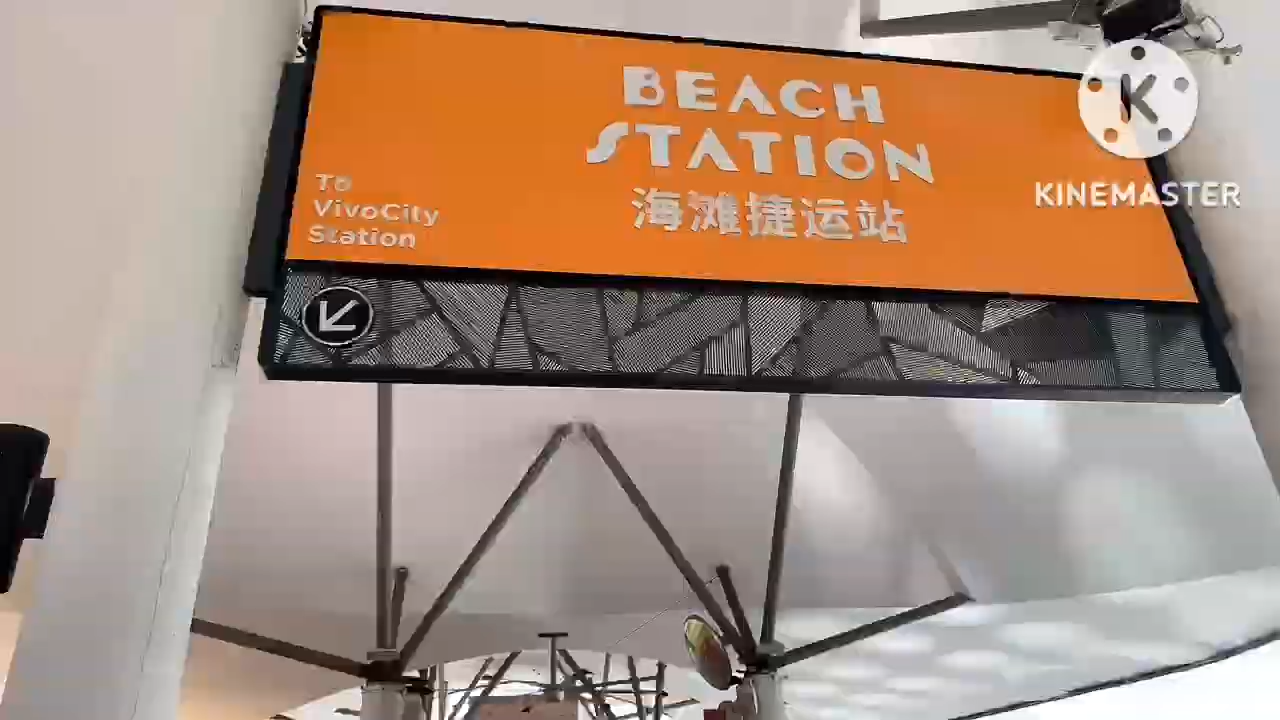 BEACH
STATION
海滩捷运站
To
VivoCity
Station
K
KINEMASTER